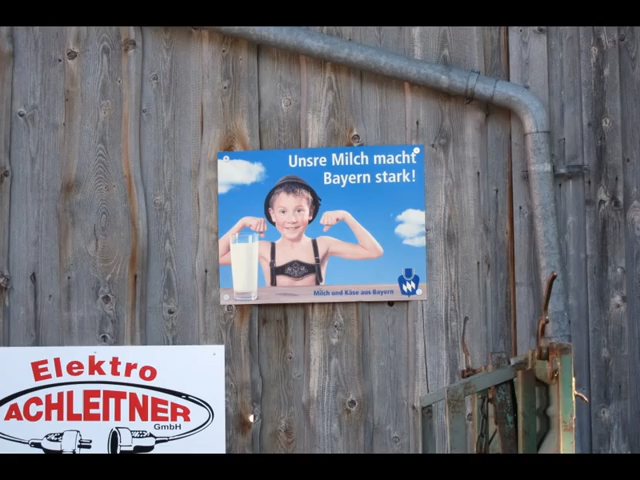 Unsre Milch macht
Bayern stark!
Milch und Käse aus Bayern
Elektro
ACHLEITNER
GmbH